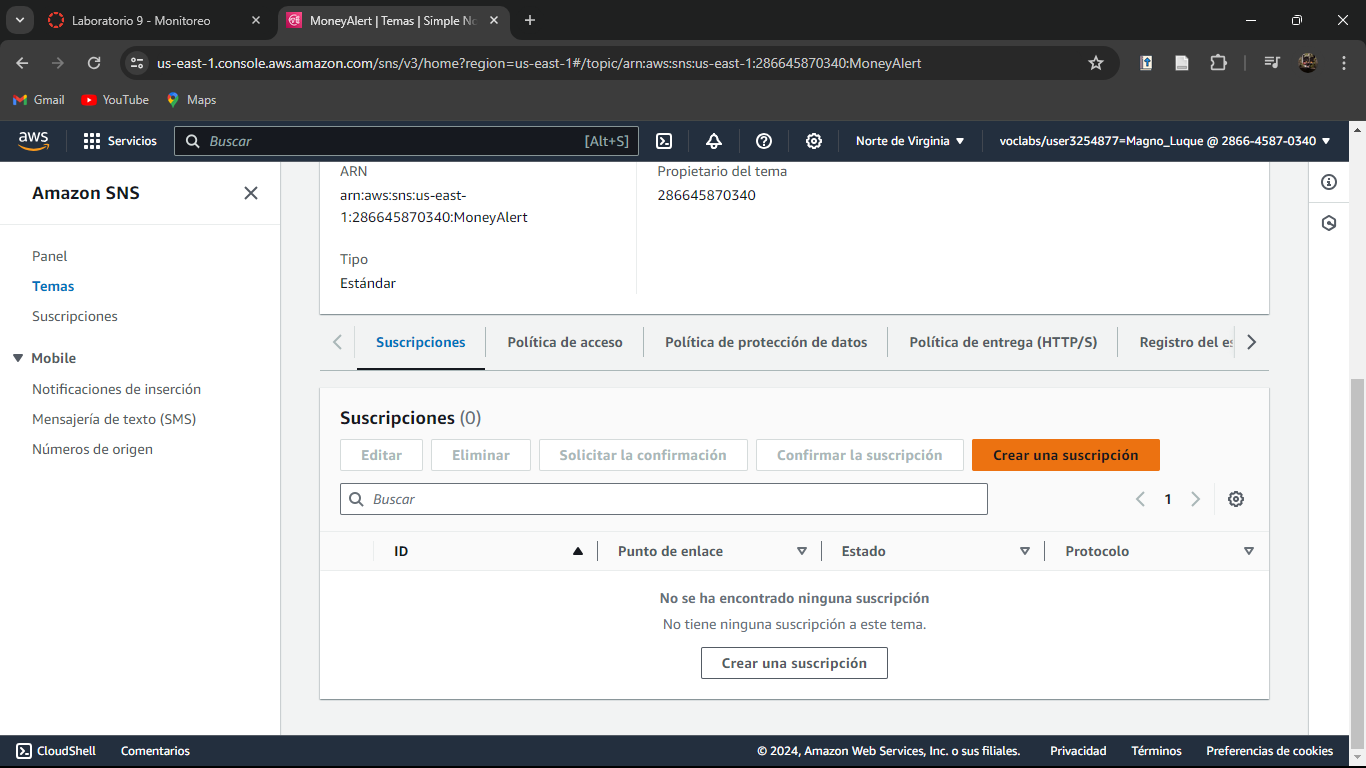 Laboratorio 9 - Monitoreo
MoneyAlert | Temas | Simple No
us-east-1.console.aws.amazon.com/sns/v3/home?region=us-east-1#/topic/arn:aws:sns:us-east-1:286645870340:MoneyAlert
Gmail
YouTube
Maps
aws
Servicios
Buscar
[Alt+S]
Norte de Virginia
voclabs/user3254877=Magno_Luque @ 2866-4587-0340
Amazon SNS
Panel
Temas
Suscripciones
Mobile
Notificaciones de inserción
Mensajería de texto (SMS)
Números de origen
ARN
arn:aws:sns:us-east-
1:286645870340:MoneyAlert
Tipo
Estándar
Propietario del tema
286645870340
Suscripciones
Política de acceso
Política de protección de datos
Política de entrega (HTTP/S)
Registro del es
Suscripciones (0)
Editar
Eliminar
Solicitar la confirmación
Confirmar la suscripción
Crear una suscripción
Buscar
1
ID
Punto de enlace
Estado
Protocolo
No se ha encontrado ninguna suscripción
No tiene ninguna suscripción a este tema.
Crear una suscripción
CloudShell
Comentarios
© 2024, Amazon Web Services, Inc. o sus filiales.
Privacidad
Términos
Preferencias de cookies